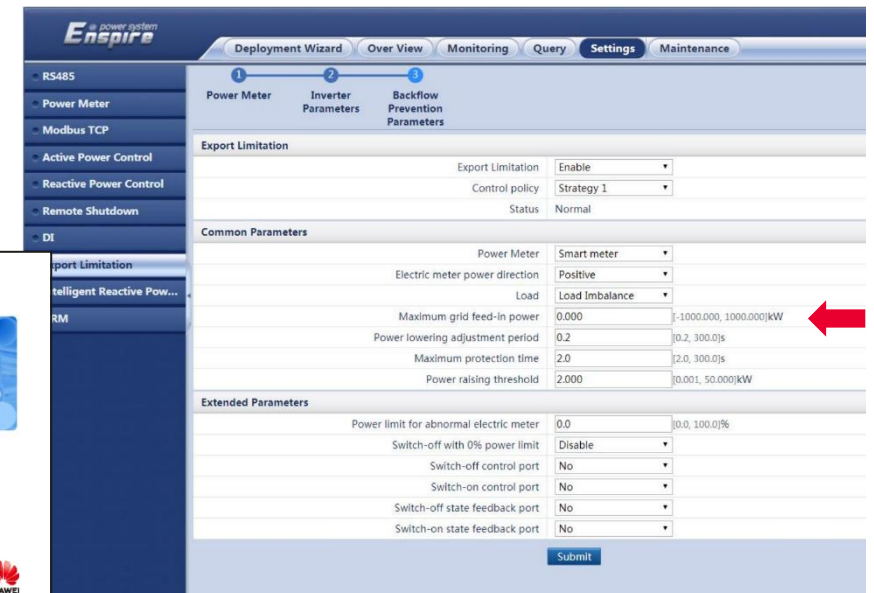 e power system
Enspire
Deployment Wizard Over View Monitoring Query Settings Maintenance
RS485
Power Meter
Modbus TCP
Active Power Control
Reactive Power Control
Remote Shutdown
DI
port Limitation
telligent Reactive Pow...
RM
1 2 3
Power Meter Inverter Parameters Backflow Prevention Parameters
Export Limitation
Export Limitation Enable
Control policy Strategy 1
Status Normal
Common Parameters
Power Meter Smart meter
Electric meter power direction Positive
Load Load Imbalance
Maximum grid feed-in power 0.000 [-1000.000, 1000.000]kW
Power lowering adjustment period 0.2 [0.2, 300.0]s
Maximum protection time 2.0 [2.0, 300.0]s
Power raising threshold 2.000 [0.001, 50.000]kW
Extended Parameters
Power limit for abnormal electric meter 0.0 [0.0, 100.0]%
Switch-off with 0% power limit Disable
Switch-off control port No
Switch-on control port No
Switch-off state feedback port No
Switch-on state feedback port No
Submit
AWEI